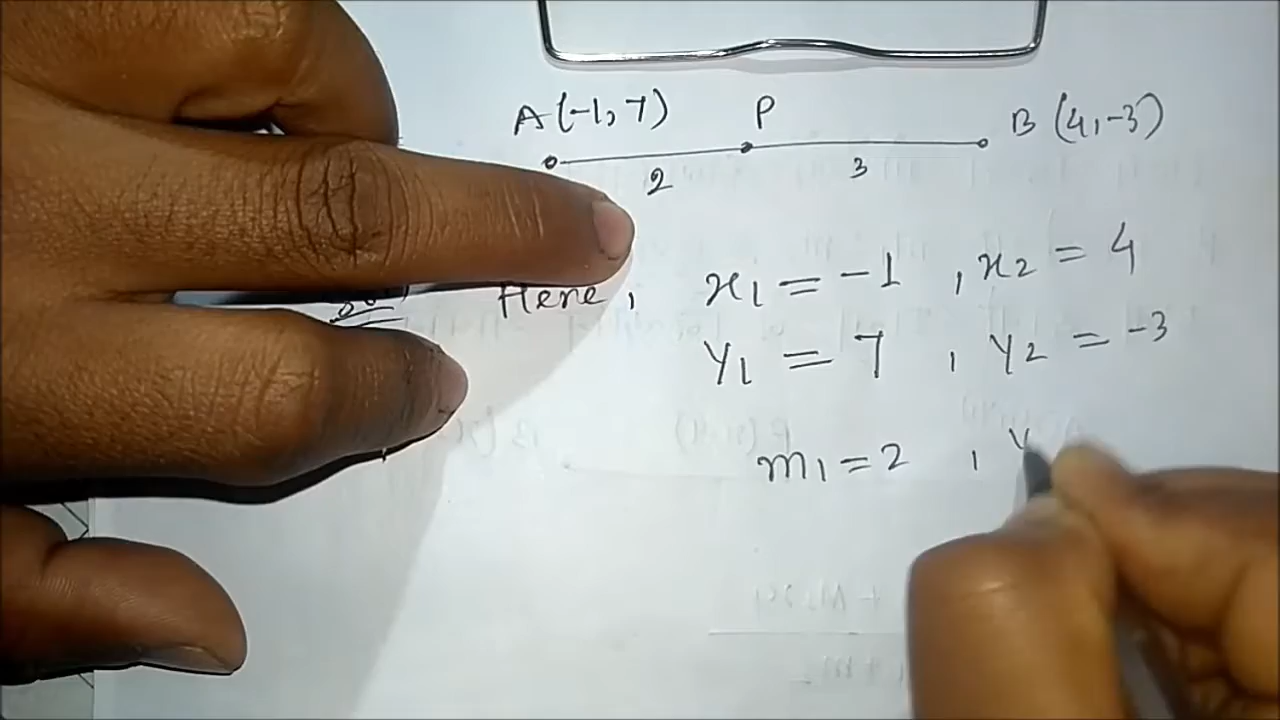 A (-1, 7) P B (4, -3)
2 3
Here, x1 = -1 , x2 = 4
y1 = 7 , y2 = -3
m1 = 2 ,